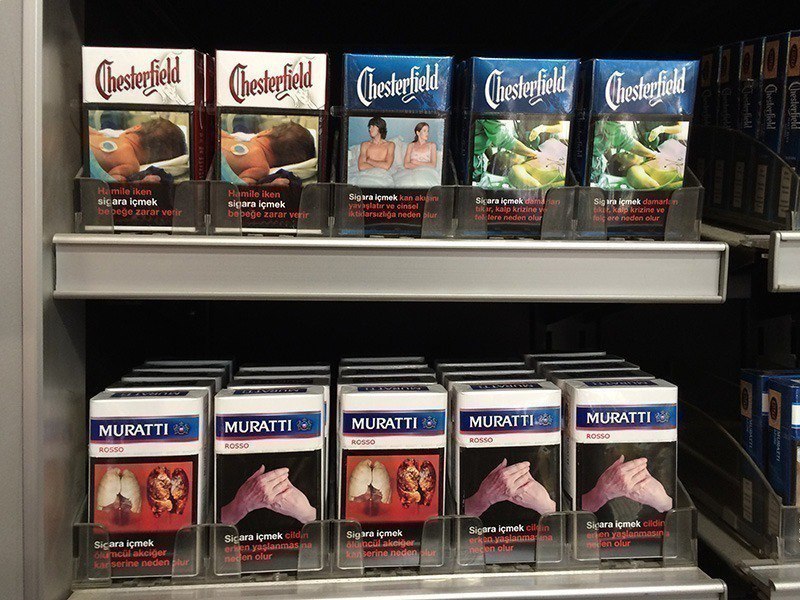 Chesterfield
Hamile iken
sigara içmek
bebeğe zarar verir
Chesterfield
Hamile iken
sigara içmek
bebeğe zarar verir
Chesterfield
Sigara içmek kan akışını
yavaşlatır ve cinsel
iktidarsızlığa neden olur
Chesterfield
Sigara içmek damarları
tıkar, kalp krizine ve
felçlere neden olur
Chesterfield
Sigara içmek damarları
tıkar, kalp krizine ve
felçlere neden olur
Chesterfield
MURATTI
ROSSO
Sigara içmek
ölümcül akciğer
kanserine neden olur
MURATTI
ROSSO
Sigara içmek cildin
erken yaşlanmasına
neden olur
MURATTI
ROSSO
Sigara içmek
ölümcül akciğer
kanserine neden olur
MURATTI
ROSSO
Sigara içmek cildin
erken yaşlanmasına
neden olur
MURATTI
ROSSO
Sigara içmek cildin
erken yaşlanmasına
neden olur
MURATTI